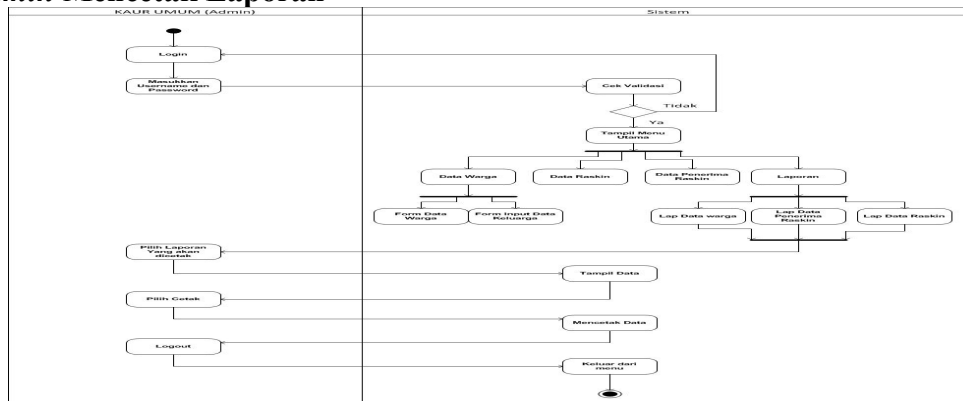 Mencetak Laporan
KAUR UMUM (Admin)
Sistem
Login
Masukkan
Username dan
Password
Cek Validasi
Tidak
Ya
Tampil Menu
Utama
Data Warga
Data Raskin
Data Penerima
Raskin
Laporan
Form Data
Warga
Form Input Data
Keluarga
Lap Data warga
Lap Data
Penerima
Raskin
Lap Data Raskin
Pilih Laporan
Yang akan
dicetak
Tampil Data
Pilih Cetak
Mencetak Data
Logout
Keluar dari
menu